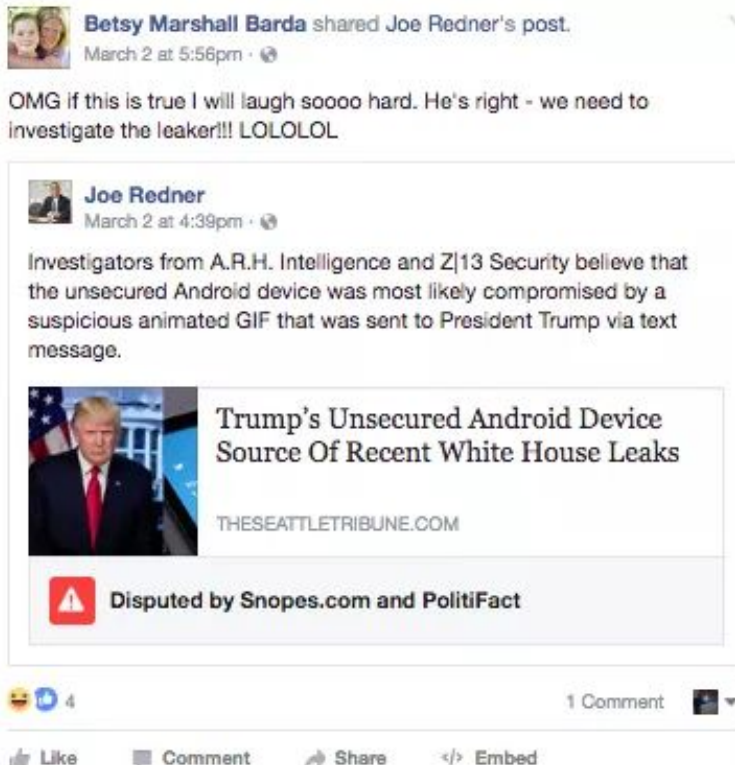 Betsy Marshall Barda shared Joe Redner's post.
March 2 at 5:56pm ·
OMG if this is true I will laugh soooo hard. He's right - we need to
investigate the leaker!!! LOLOLOL
Joe Redner
March 2 at 4:39pm ·
Investigators from A.R.H. Intelligence and Z|13 Security believe that
the unsecured Android device was most likely compromised by a
suspicious animated GIF that was sent to President Trump via text
message.
Trump's Unsecured Android Device
Source Of Recent White House Leaks
THESEATTLETRIBUNE.COM
Disputed by Snopes.com and PolitiFact
4
1 Comment
Like Comment Share </> Embed